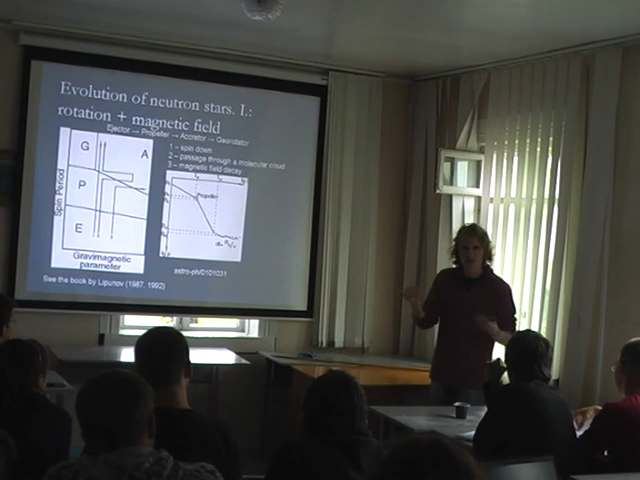 Evolution of neutron stars. I.:
rotation + magnetic field
Ejector → Propeller → Accretor → Georotator
1 – spin down
2 – passage through a molecular cloud
3 – magnetic field decay
G
A
P
E
Spin Period
Gravimagnetic
parameter
Propeller
astro-ph/0101031
See the book by Lipunov (1987, 1992)